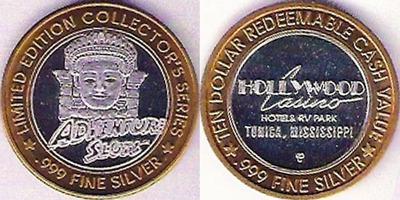 LIMITED EDITION COLLECTOR'S SERIES
ADVENTURE
SLOTS
.999 FINE SILVER
TEN DOLLAR REDEEMABLE CASH VALUE
HOLLYWOOD
Casino
HOTEL & RV PARK
TUNICA, MISSISSIPPI
.999 FINE SILVER